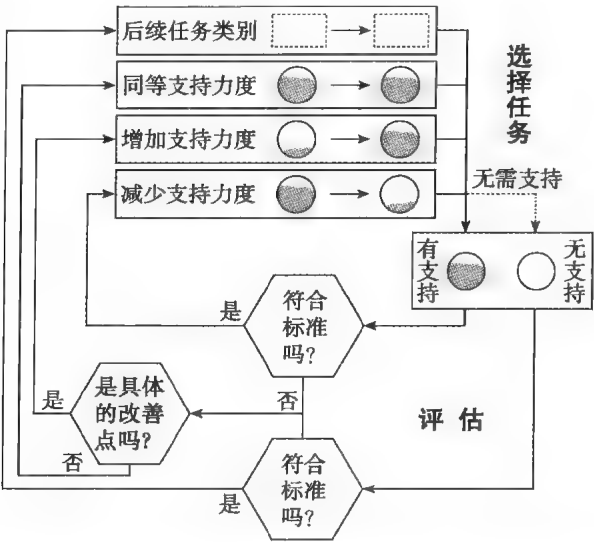 后续任务类别
同等支持力度
增加支持力度
减少支持力度
选择任务
无需支持
有支持
无支持
是
符合
标准
吗?
否
是
是具体
的改善
点吗?
否
评估
是
符合
标准
吗?